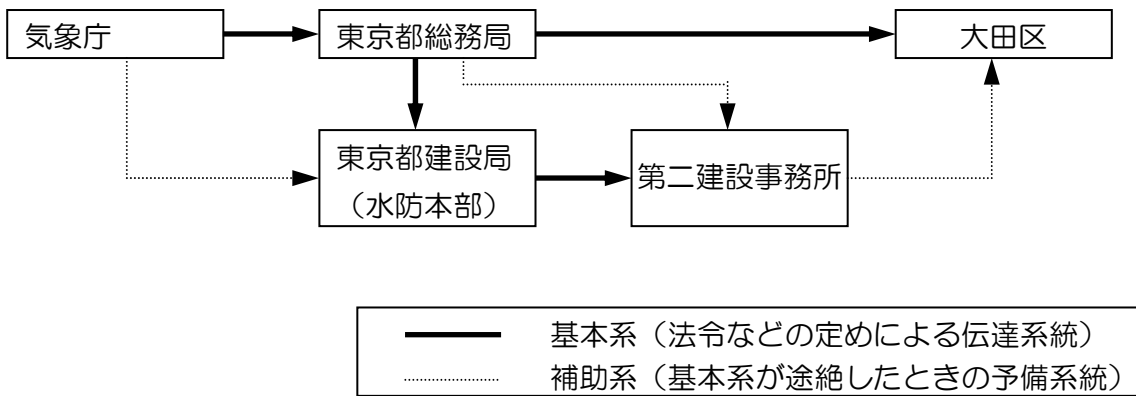 気象庁
東京都総務局
大田区
東京都建設局
（水防本部）
第二建設事務所
基本系（法令などの定めによる伝達系統）
補助系（基本系が途絶したときの予備系統）